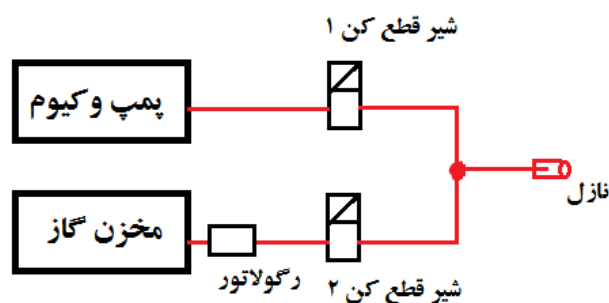 شیر قطع کن ۱
پمپ وکیوم
نازل
مخزن گاز
رگولاتور
شیر قطع کن ۲